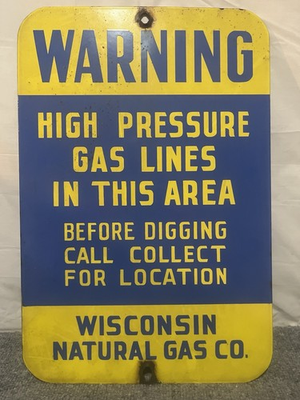 WARNING
HIGH PRESSURE
GAS LINES
IN THIS AREA
BEFORE DIGGING
CALL COLLECT
FOR LOCATION
WISCONSIN
NATURAL GAS CO.